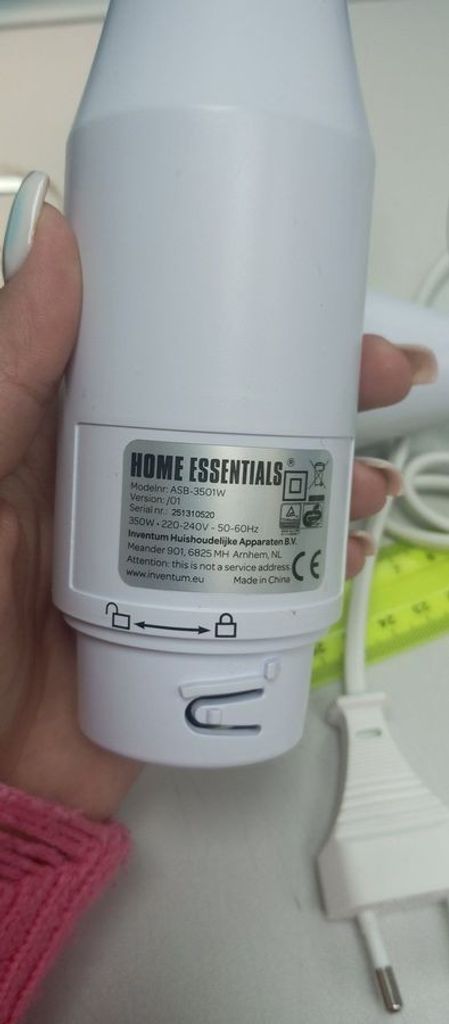 HOME ESSENTIALS®
Modelnr: ASB-3501W
Version: /01
Serial nr.: 251310520
350W • 220-240V - 50-60Hz
Inventum Huishoudelijke Apparaten B.V.
Meander 901, 6825 MH Arnhem, NL
Attention: this is not a service address
www.inventum.eu Made in China
CE